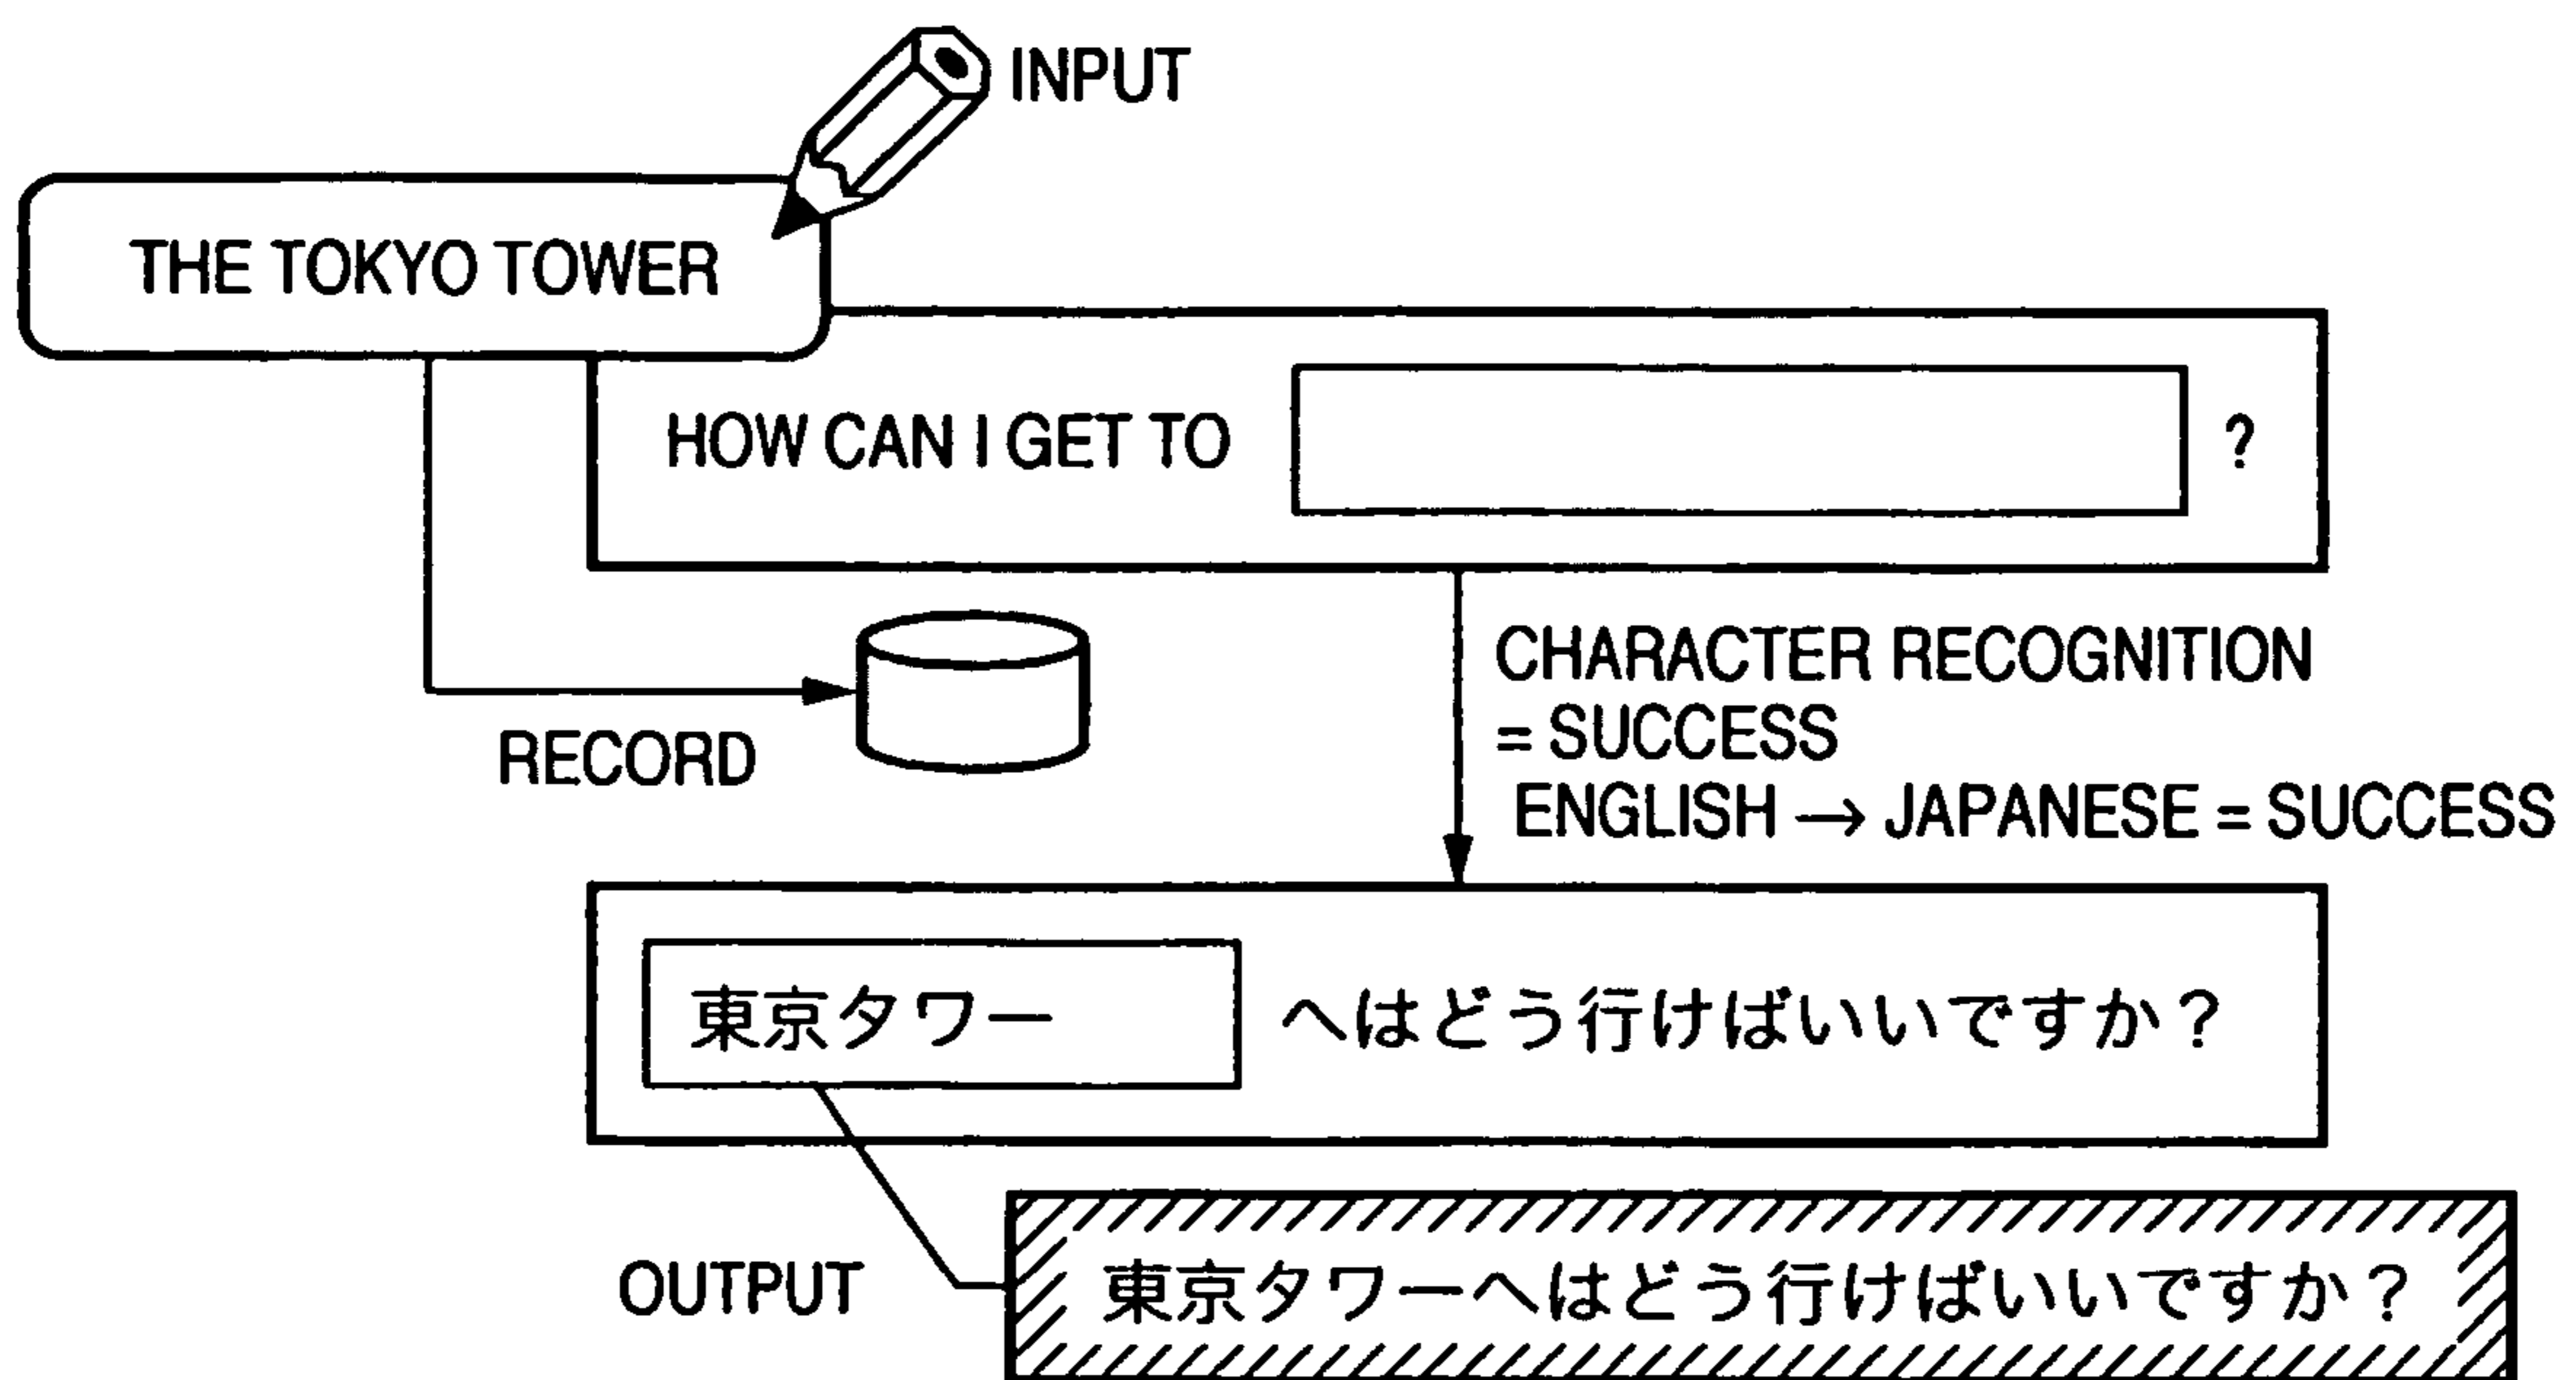 INPUT
THE TOKYO TOWER
HOW CAN I GET TO ?
CHARACTER RECOGNITION
= SUCCESS
ENGLISH → JAPANESE = SUCCESS
RECORD
東京タワー へはどう行けばいいですか？
OUTPUT
東京タワーへはどう行けばいいですか？